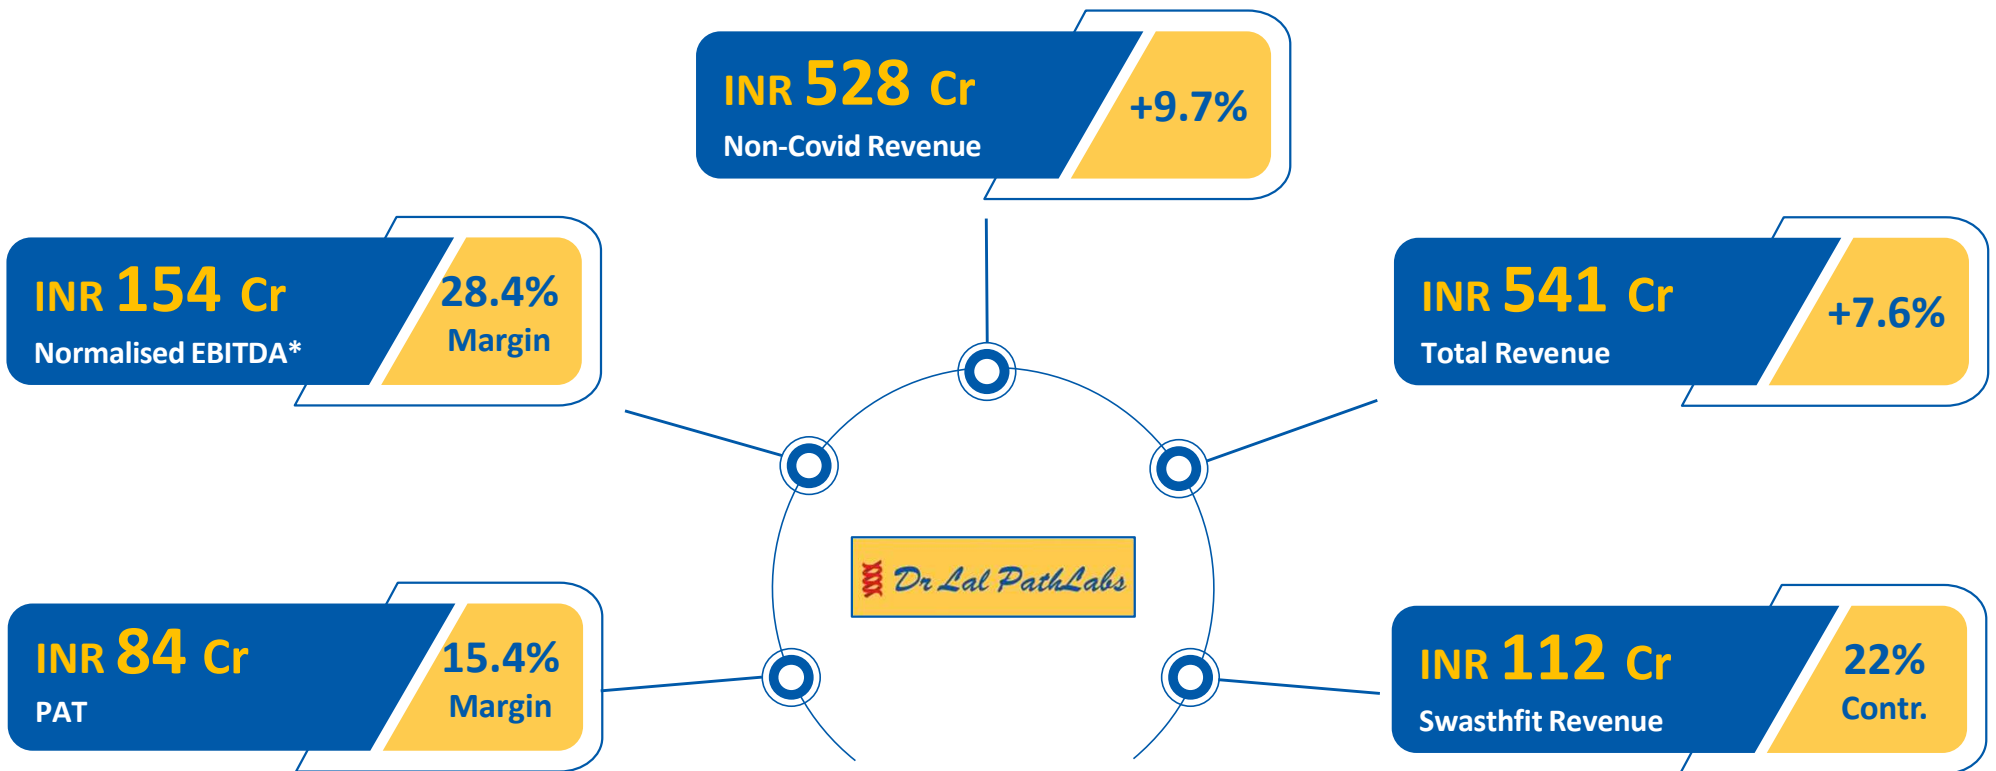 INR 528 Cr
Non-Covid Revenue
+9.7%
INR 154 Cr
Normalised EBITDA*
28.4%
Margin
INR 541 Cr
Total Revenue
+7.6%
Dr Lal PathLabs
INR 84 Cr
PAT
15.4%
Margin
INR 112 Cr
Swasthfit Revenue
22%
Contr.